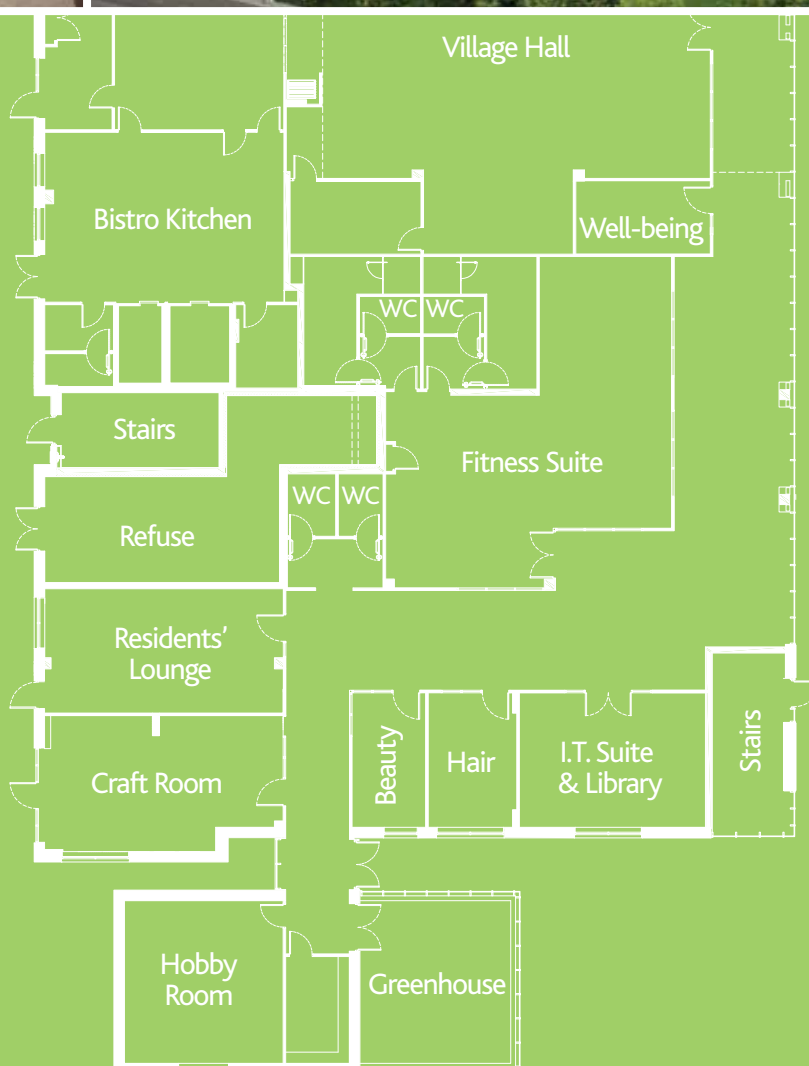 Village Hall
Bistro Kitchen
Well-being
WC
WC
Stairs
Fitness Suite
WC
WC
Refuse
Residents’
Lounge
Craft Room
Beauty
Hair
I.T. Suite
& Library
Stairs
Hobby
Room
Greenhouse